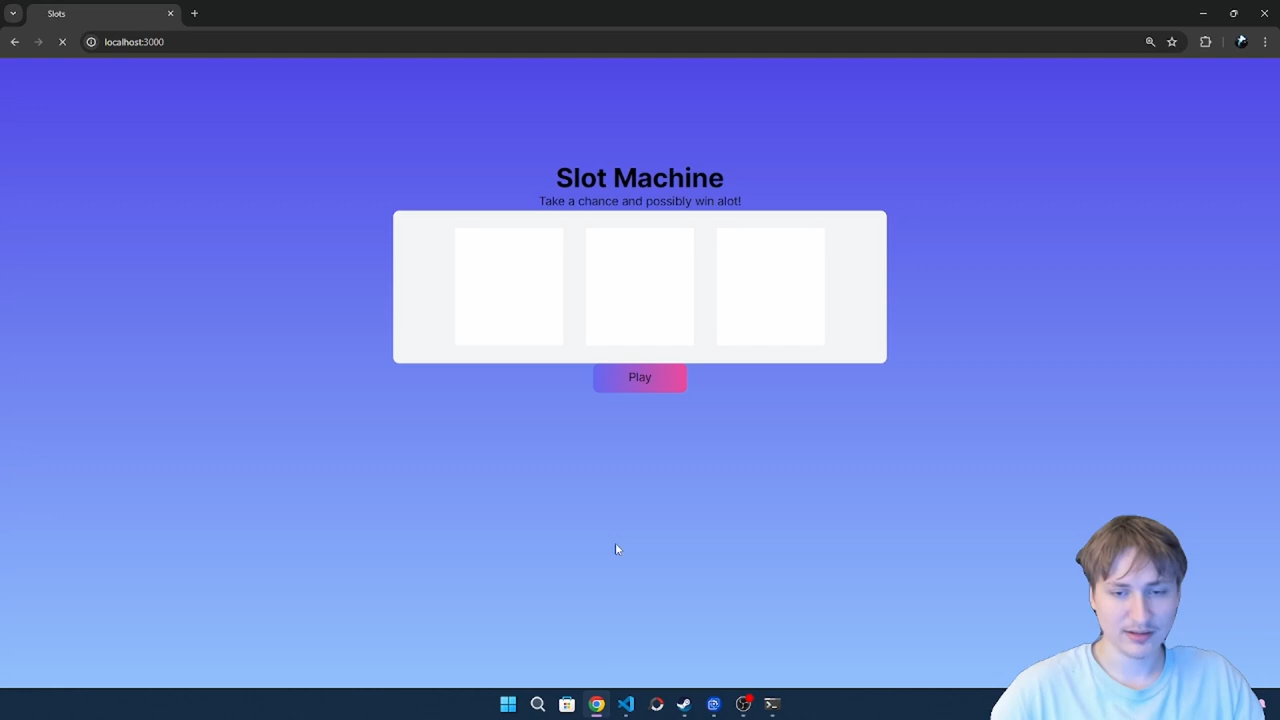 Slots
localhost:3000
Slot Machine
Take a chance and possibly win alot!
Play